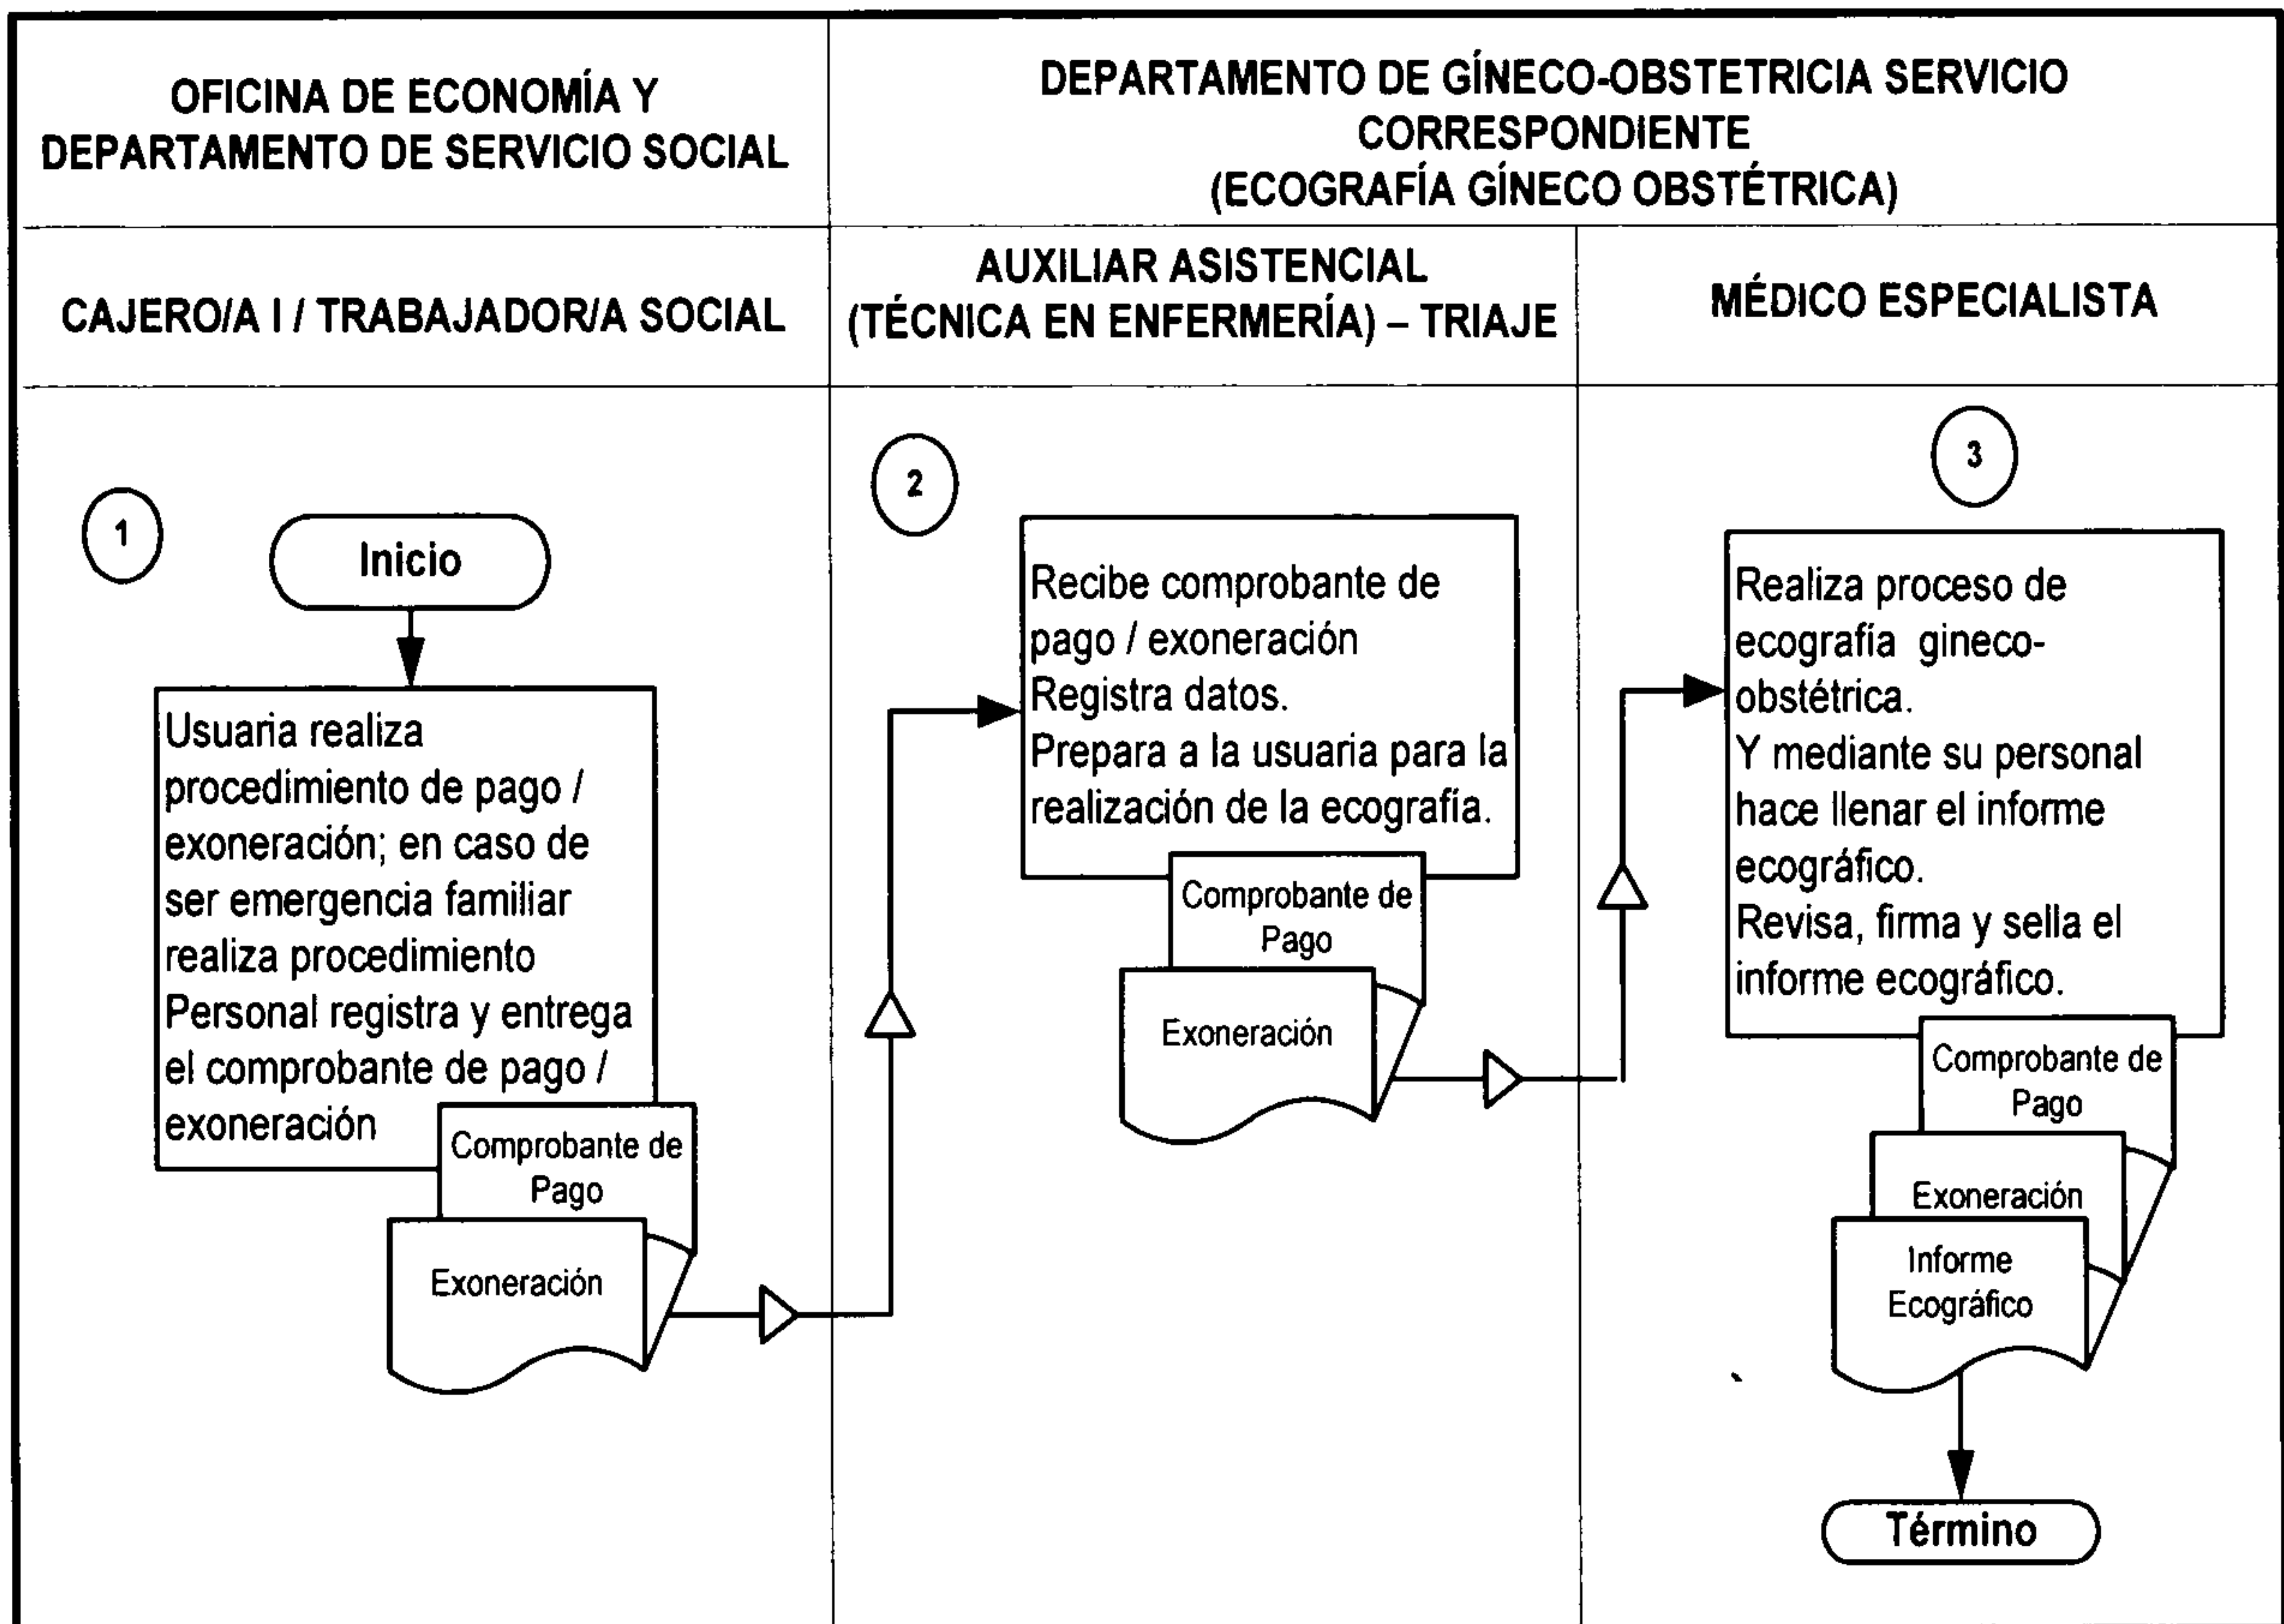 OFICINA DE ECONOMÍA Y
DEPARTAMENTO DE SERVICIO SOCIAL
DEPARTAMENTO DE GÍNECO-OBSTETRICIA SERVICIO
CORRESPONDIENTE
(ECOGRAFÍA GÍNECO OBSTÉTRICA)
CAJERO/A I / TRABAJADOR/A SOCIAL
AUXILIAR ASISTENCIAL
(TÉCNICA EN ENFERMERÍA) – TRIAJE
MÉDICO ESPECIALISTA
1
Inicio
Usuaria realiza
procedimiento de pago /
exoneración; en caso de
ser emergencia familiar
realiza procedimiento
Personal registra y entrega
el comprobante de pago /
exoneración
Comprobante de
Pago
Exoneración
2
Recibe comprobante de
pago / exoneración
Registra datos.
Prepara a la usuaria para la
realización de la ecografía.
Comprobante de
Pago
Exoneración
3
Realiza proceso de
ecografía gineco-
obstétrica.
Y mediante su personal
hace llenar el informe
ecográfico.
Revisa, firma y sella el
informe ecográfico.
Comprobante de
Pago
Exoneración
Informe
Ecográfico
Término